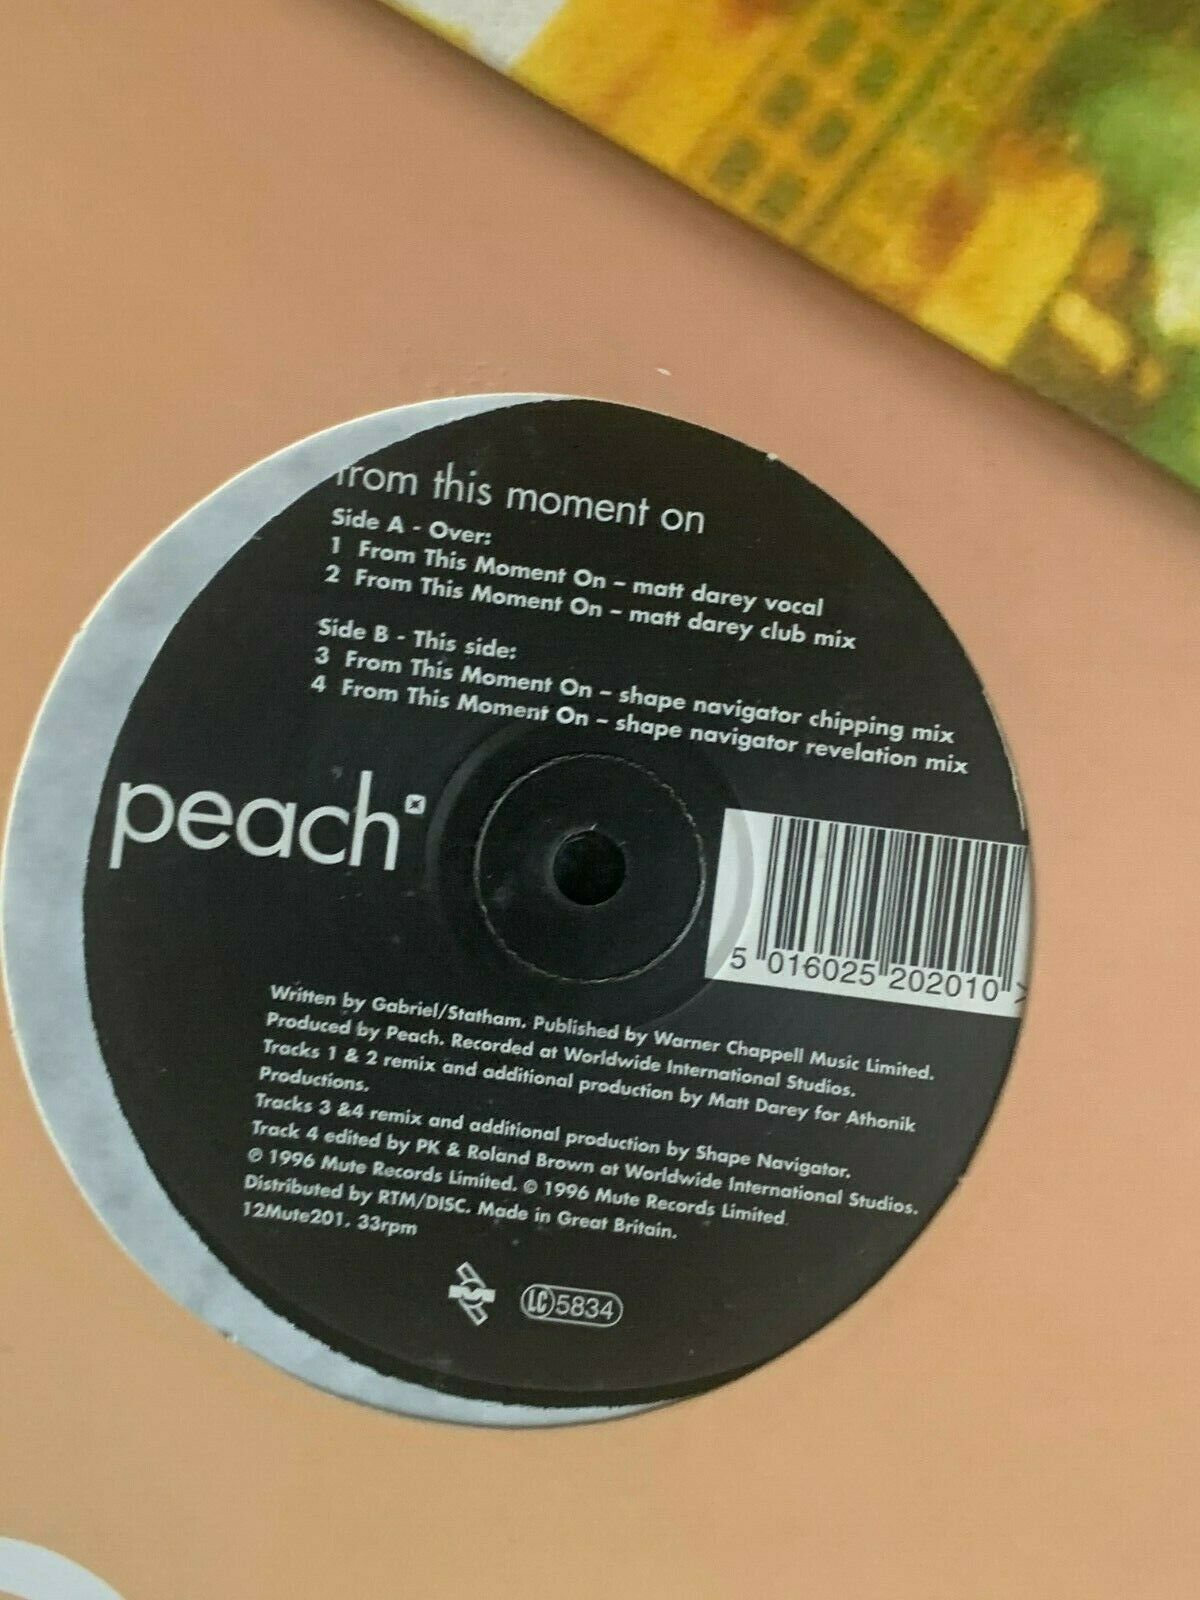 from this moment on
Side A - Over:
1 From This Moment On – matt darey vocal
2 From This Moment On – matt darey club mix
Side B - This side:
3 From This Moment On – shape navigator chipping mix
4 From This Moment On – shape navigator revelation mix
peach
5 016025 202010 >
Written by Gabriel/Statham. Published by Warner Chappell Music Limited.
Produced by Peach. Recorded at Worldwide International Studios.
Tracks 1 & 2 remix and additional production by Matt Darey for Athonik
Productions.
Tracks 3 &4 remix and additional production by Shape Navigator.
Track 4 edited by PK & Roland Brown at Worldwide International Studios.
℗ 1996 Mute Records Limited. © 1996 Mute Records Limited.
Distributed by RTM/DISC. Made in Great Britain.
12Mute201. 33rpm
LC 5834